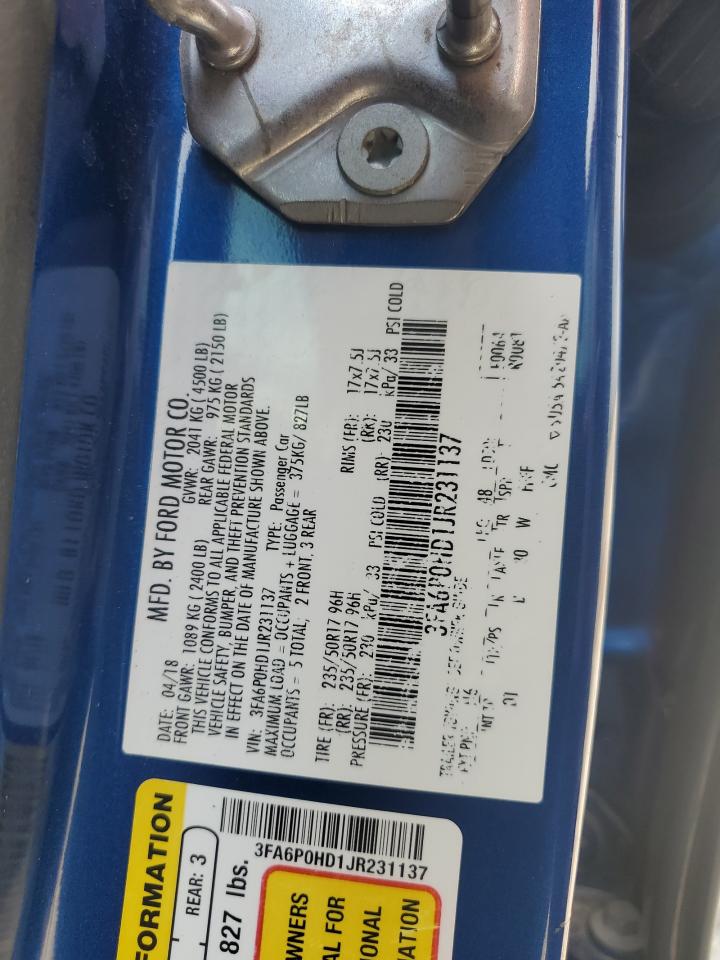 MFD. BY FORD MOTOR CO.
DATE: 04/18 GVWR: 2041 KG ( 4500 LB)
FRONT GAWR: 1089 KG ( 2400 LB) REAR GAWR: 975 KG ( 2150 LB)
THIS VEHICLE CONFORMS TO ALL APPLICABLE FEDERAL MOTOR
VEHICLE SAFETY, BUMPER, AND THEFT PREVENTION STANDARDS
IN EFFECT ON THE DATE OF MANUFACTURE SHOWN ABOVE.
VIN: 3FA6P0HD1JR231137 TYPE: Passenger Car
MAXIMUM LOAD = OCCUPANTS + LUGGAGE = 375KG/ 827LB
OCCUPANTS = 5 TOTAL; 2 FRONT, 3 REAR
TIRE (FR): 235/50R17 96H RIMS (FR): 17x7.5J
(RR): 235/50R17 96H (RR): 17x7.5J
PRESSURE (FR): 230 kPa/ 33 PSI COLD (RR) 230 kPa/ 33 PSI COLD
3FA6P0HD1JR231137
FORMATION
REAR: 3
827 lbs.
3FA6P0HD1JR231137
OWNERS
AL FOR
IONAL
MATION